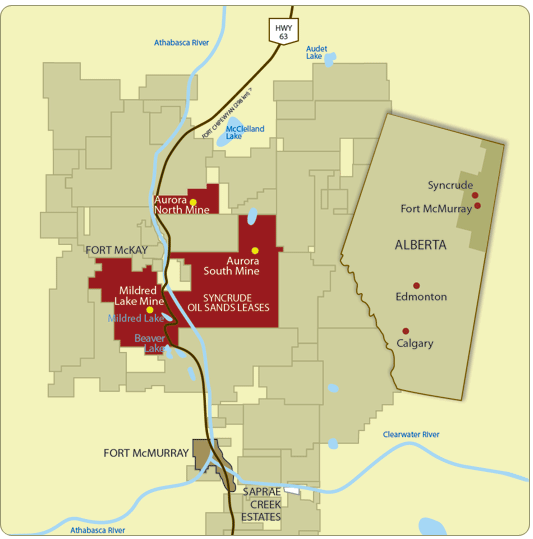 HWY
63
Athabasca River
Audet
Lake
FORT CHIPEWYAN (298 km) >
McClelland
Lake
Aurora
North Mine
FORT McKAY
Aurora
South Mine
Mildred
Lake Mine
SYNCRUDE
OIL SANDS LEASES
Mildred Lake
Beaver
Lake
Syncrude
Fort McMurray
ALBERTA
Edmonton
Calgary
Clearwater River
FORT McMURRAY
SAPRAE
CREEK
ESTATES
Athabasca River